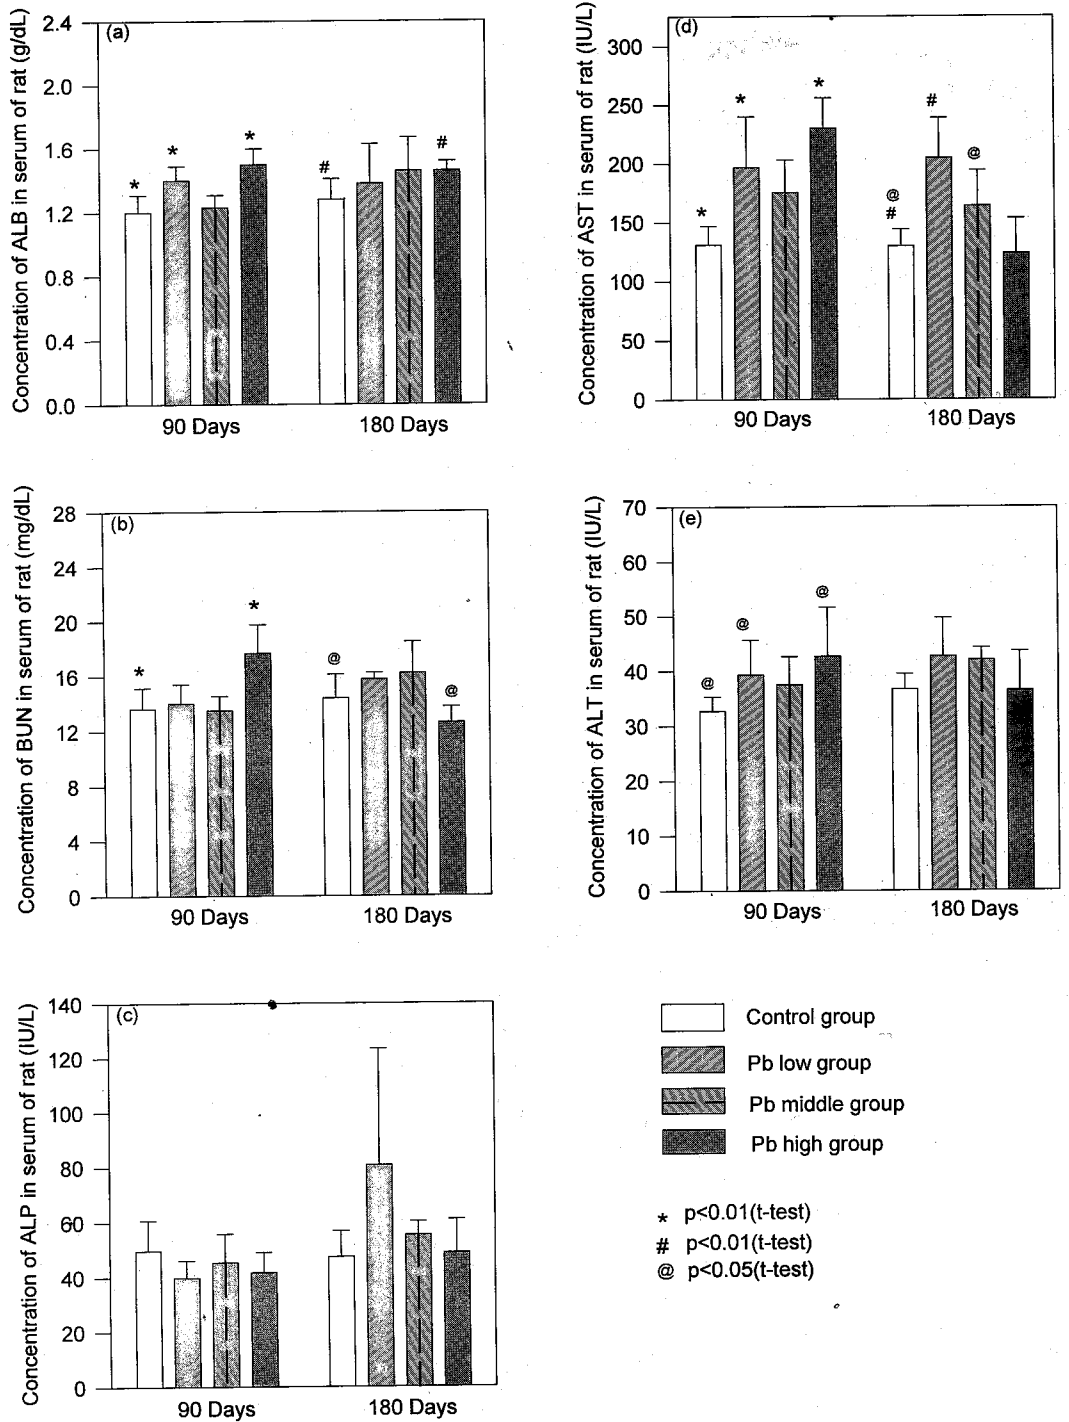 (a)
Concentration of ALB in serum of rat (g/dL)
2.4
2.0
1.6
1.2
0.8
0.4
0.0
* * * # #
90 Days 180 Days
(b)
Concentration of BUN in serum of rat (mg/dL)
28
24
20
16
12
8
4
0
* * @ @
90 Days 180 Days
(c)
Concentration of ALP in serum of rat (IU/L)
140
120
100
80
60
40
20
0
90 Days 180 Days
(d)
Concentration of AST in serum of rat (IU/L)
300
250
200
150
100
50
0
* * * @ # # @
90 Days 180 Days
(e)
Concentration of ALT in serum of rat (IU/L)
70
60
50
40
30
20
10
0
@ @ @
90 Days 180 Days
Control group
Pb low group
Pb middle group
Pb high group
* p<0.01(t-test)
# p<0.01(t-test)
@ p<0.05(t-test)